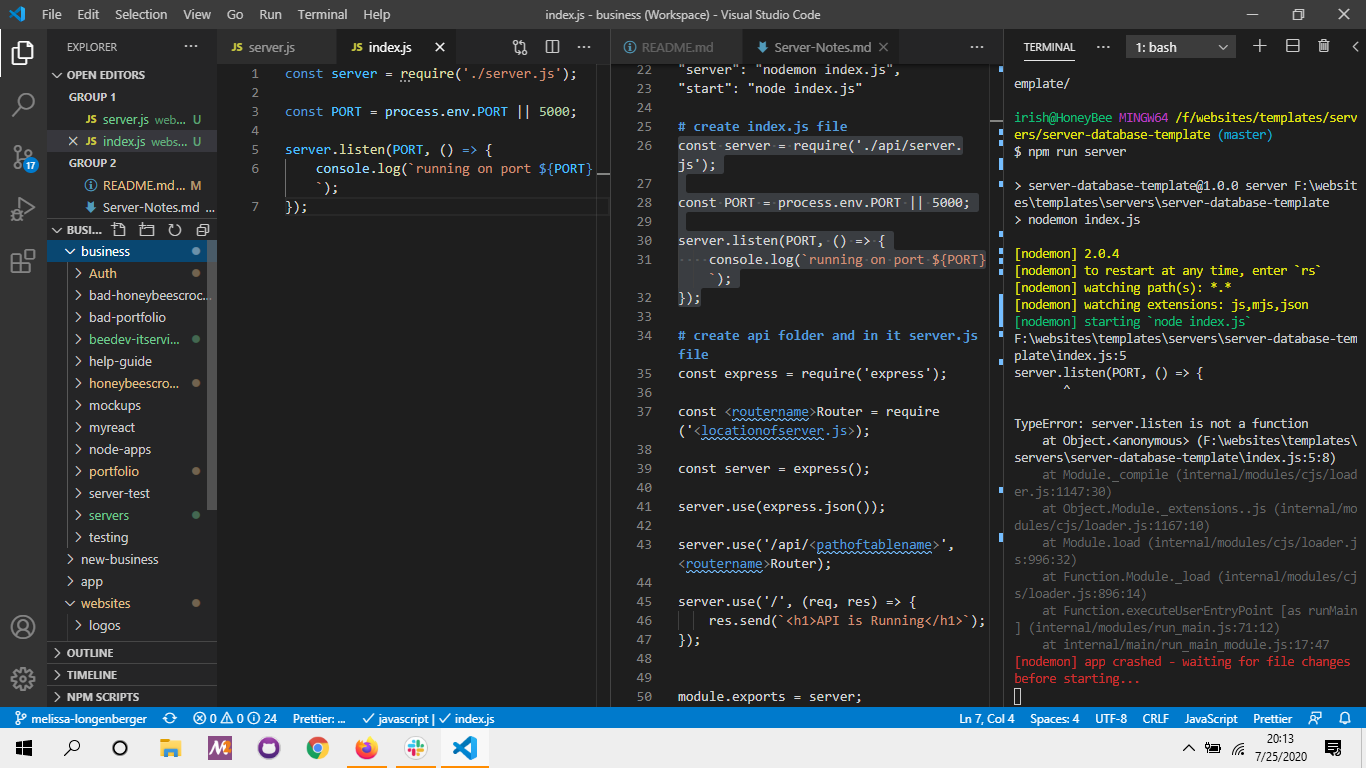 File Edit Selection View Go Run Terminal Help
index.js - business (Workspace) - Visual Studio Code
EXPLORER
OPEN EDITORS
GROUP 1
JS server.js web... U
JS index.js webs... U
GROUP 2
README.md... M
Server-Notes.md ...
BUSI...
business
Auth
bad-honeybeescroc...
bad-portfolio
beedev-itservi...
help-guide
honeybeescro...
mockups
myreact
node-apps
portfolio
server-test
servers
testing
new-business
app
websites
logos
OUTLINE
TIMELINE
NPM SCRIPTS
17
JS server.js
JS index.js
1 const server = require('./server.js');
2
3 const PORT = process.env.PORT || 5000;
4
5 server.listen(PORT, () => {
6 console.log(`running on port ${PORT}
`);
7 });
README.md
Server-Notes.md
22 "server": "nodemon index.js",
23 "start": "node index.js"
24
25 # create index.js file
26 const server = require('./api/server.
js');
27
28 const PORT = process.env.PORT || 5000;
29
30 server.listen(PORT, () => {
31 ····console.log(`running on port ${PORT}
`);
32 });
33
34 # create api folder and in it server.js
file
35 const express = require('express');
36
37 const <routername>Router = require
('<locationofserver.js>);
38
39 const server = express();
40
41 server.use(express.json());
42
43 server.use('/api/<pathoftablename>',
<routername>Router);
44
45 server.use('/', (req, res) => {
46 res.send(`<h1>API is Running</h1>`);
47 });
48
49
50 module.exports = server;
TERMINAL
1: bash
emplate/
irish@HoneyBee MINGW64 /f/websites/templates/serv
ers/server-database-template (master)
$ npm run server
> server-database-template@1.0.0 server F:\websit
es\templates\servers\server-database-template
> nodemon index.js
[nodemon] 2.0.4
[nodemon] to restart at any time, enter `rs`
[nodemon] watching path(s): *.*
[nodemon] watching extensions: js,mjs,json
[nodemon] starting `node index.js`
F:\websites\templates\servers\server-database-tem
plate\index.js:5
server.listen(PORT, () => {
^
TypeError: server.listen is not a function
at Object.<anonymous> (F:\websites\templates\
servers\server-database-template\index.js:5:8)
at Module._compile (internal/modules/cjs/load
er.js:1147:30)
at Object.Module._extensions..js (internal/mo
dules/cjs/loader.js:1167:10)
at Module.load (internal/modules/cjs/loader.j
s:996:32)
at Function.Module._load (internal/modules/cj
s/loader.js:896:14)
at Function.executeUserEntryPoint [as runMain
] (internal/modules/run_main.js:71:12)
at internal/main/run_main_module.js:17:47
[nodemon] app crashed - waiting for file changes
before starting...
melissa-longenberger
0 0 24
Prettier: ...
javascript |
index.js
Ln 7, Col 4
Spaces: 4
UTF-8
CRLF
JavaScript
Prettier
20:13
7/25/2020